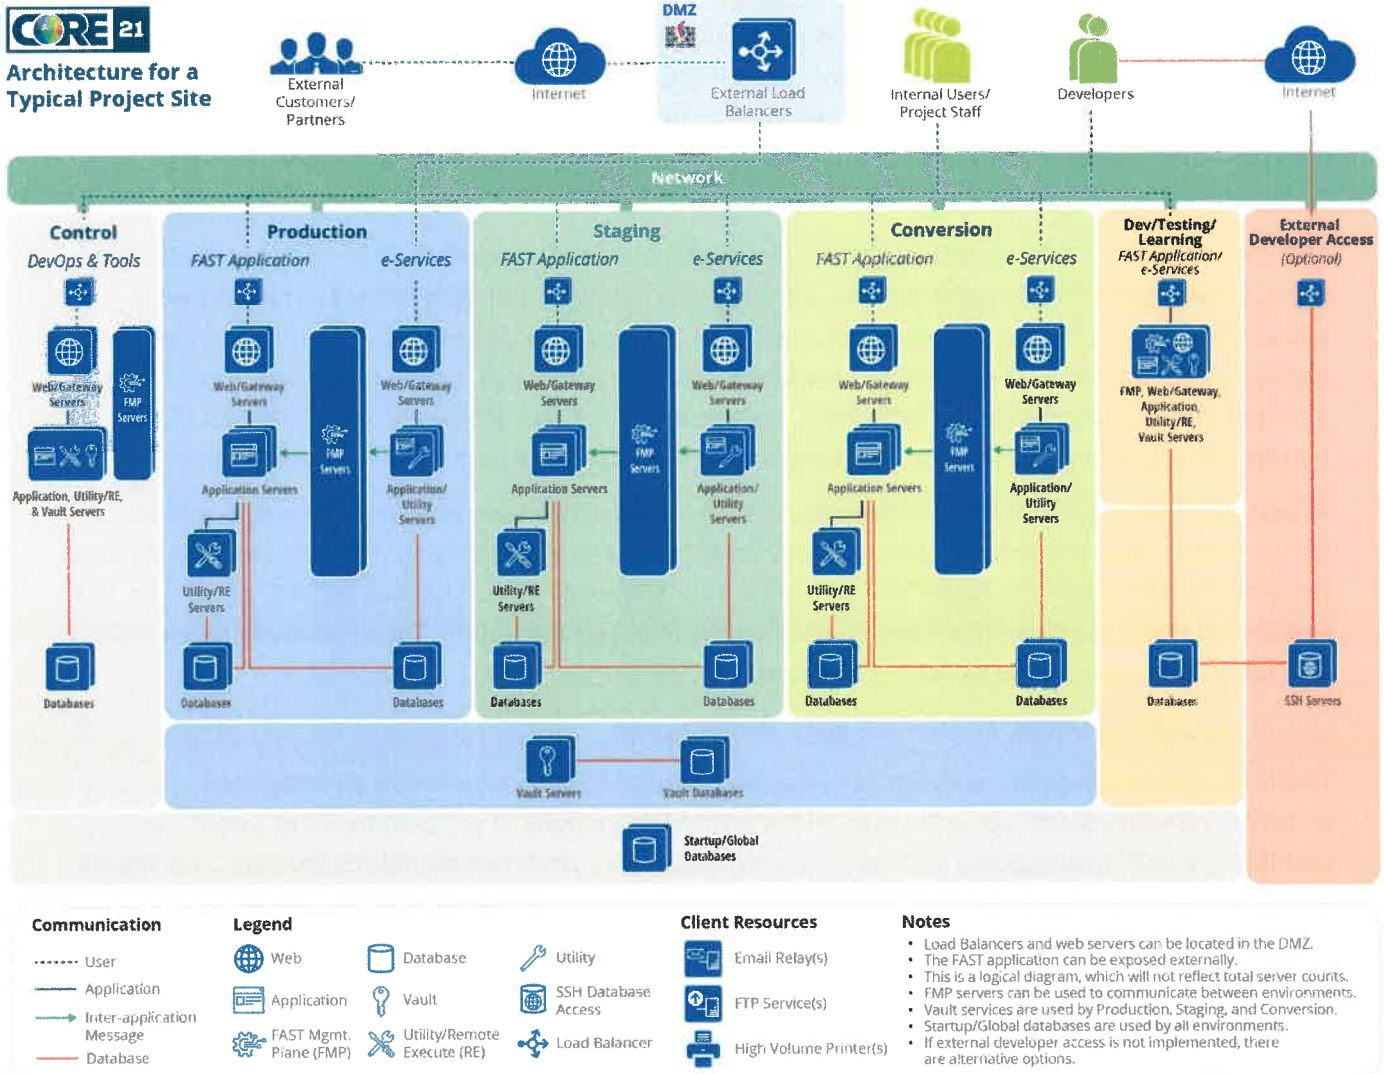 CORE 21
Architecture for a
Typical Project Site
External
Customers/
Partners
Internet
DMZ
External Load
Balancers
Internal Users/
Project Staff
Developers
Internet
Network
Control
DevOps & Tools
Web/Gateway
Servers
FMP
Servers
Application, Utility/RE,
& Vault Servers
Databases
Production
FAST Application
e-Services
Web/Gateway
Servers
Web/Gateway
Servers
FMP
Servers
Application Servers
Application/
Utility
Servers
Utility/RE
Servers
Databases
Databases
Staging
FAST Application
e-Services
Web/Gateway
Servers
Web/Gateway
Servers
FMP
Servers
Application Servers
Application/
Utility
Servers
Utility/RE
Servers
Databases
Databases
Conversion
FAST Application
e-Services
Web/Gateway
Servers
Web/Gateway
Servers
FMP
Servers
Application Servers
Application/
Utility
Servers
Utility/RE
Servers
Databases
Databases
Dev/Testing/
Learning
FAST Application/
e-Services
FMP, Web/Gateway,
Application,
Utility/RE,
Vault Servers
Databases
External
Developer Access
(Optional)
SSH Servers
Vault Servers
Vault Databases
Startup/Global
Databases
Communication
User
Application
Inter-application
Message
Database
Legend
Web
Application
FAST Mgmt.
Plane (FMP)
Database
Vault
Utility/Remote
Execute (RE)
Utility
SSH Database
Access
Load Balancer
Client Resources
Email Relay(s)
FTP Service(s)
High Volume Printer(s)
Notes
• Load Balancers and web servers can be located in the DMZ.
• The FAST application can be exposed externally.
• This is a logical diagram, which will not reflect total server counts.
• FMP servers can be used to communicate between environments.
• Vault services are used by Production, Staging, and Conversion.
• Startup/Global databases are used by all environments.
• If external developer access is not implemented, there
are alternative options.